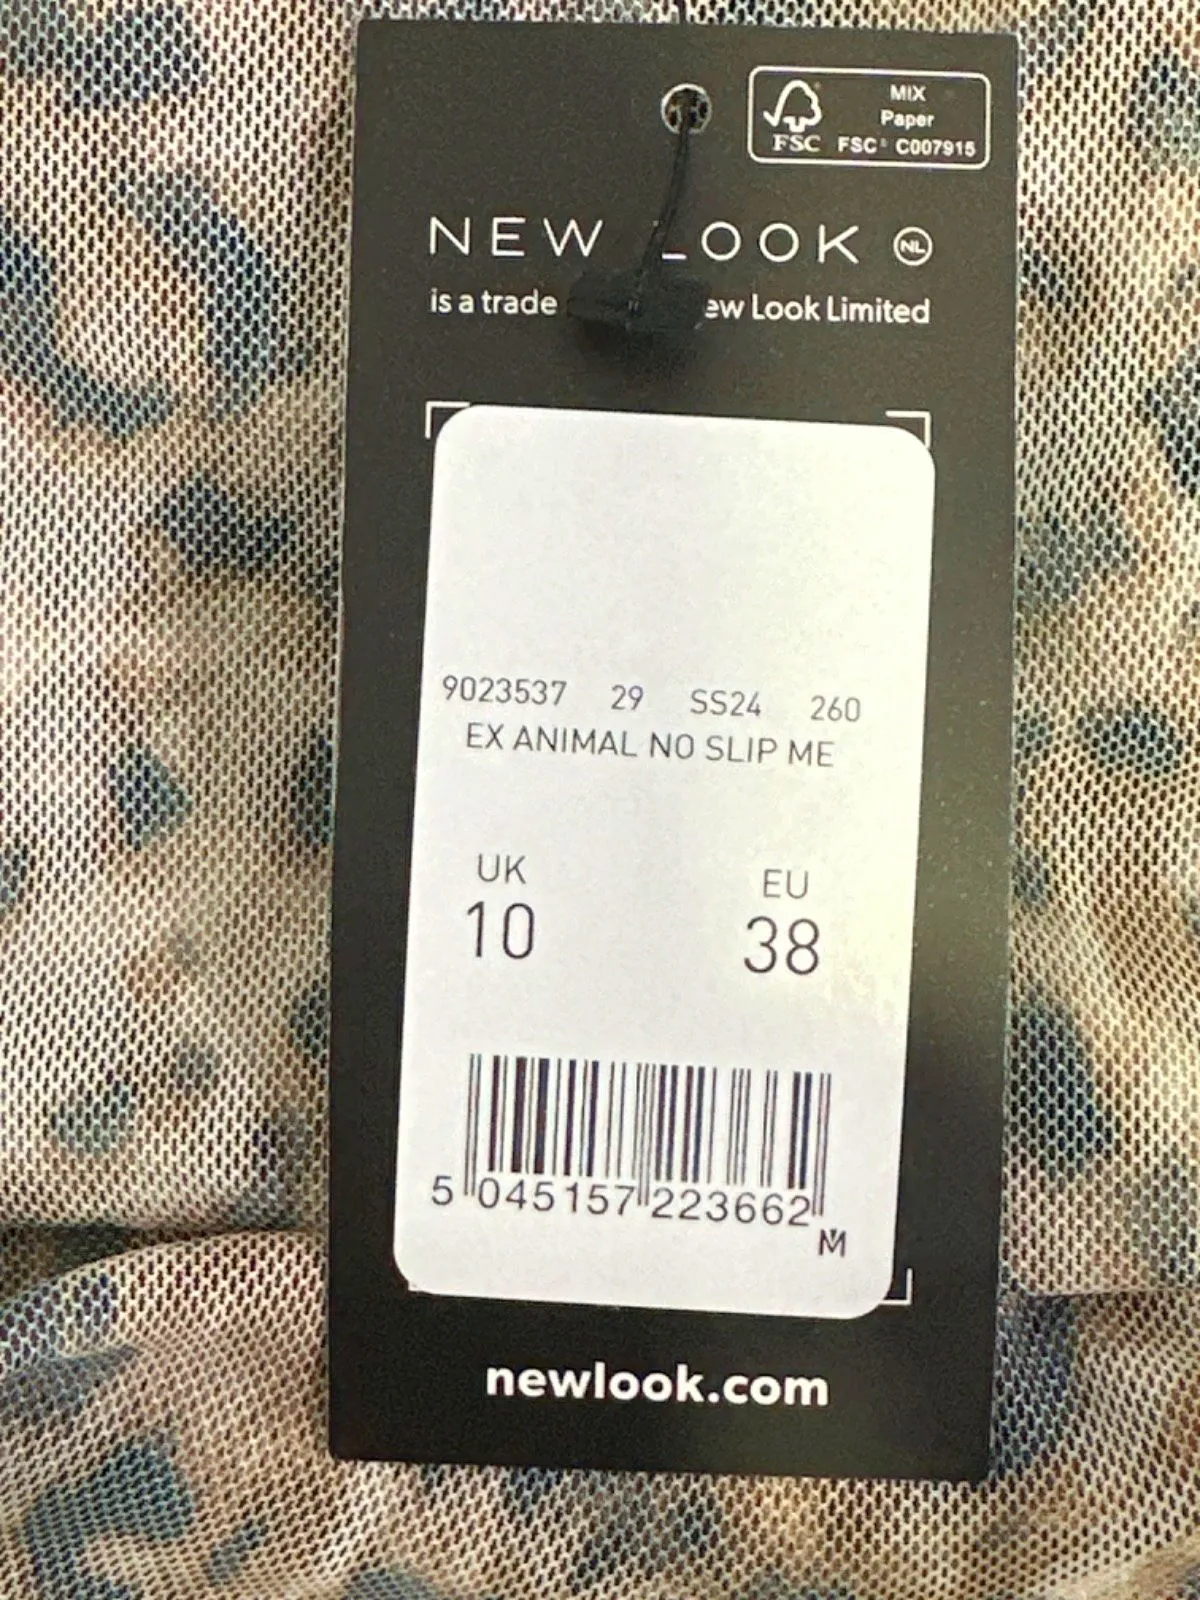 MIX
Paper
FSC FSC® C007915
NEW LOOK NL
is a trade ew Look Limited
9023537 29 SS24 260
EX ANIMAL NO SLIP ME
UK EU
10 38
5 045157 223662
M
newlook.com